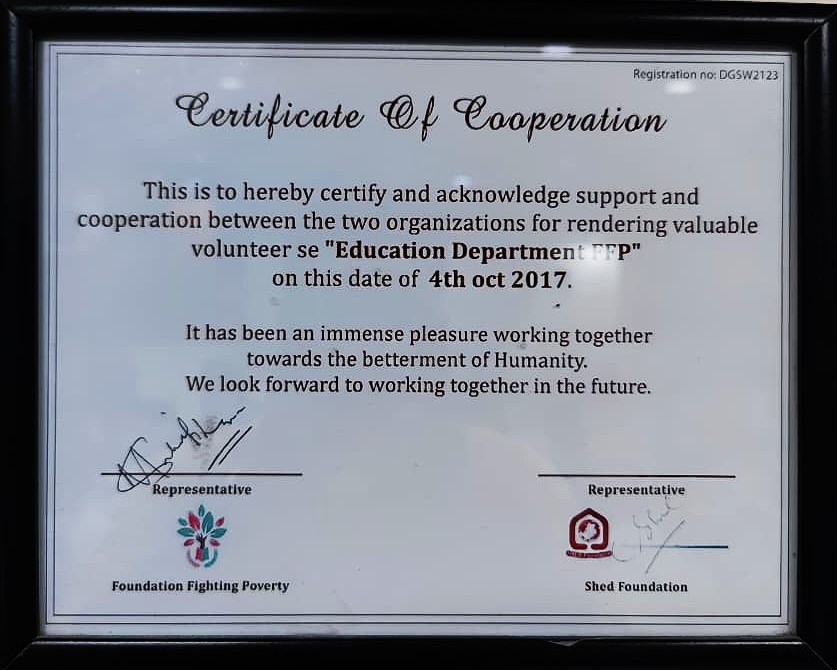 Registration no: DGSW2123
Certificate Of Cooperation
This is to hereby certify and acknowledge support and
cooperation between the two organizations for rendering valuable
volunteer se "Education Department FFP"
on this date of 4th oct 2017.
It has been an immense pleasure working together
towards the betterment of Humanity.
We look forward to working together in the future.
Representative
Representative
Foundation Fighting Poverty
Shed Foundation